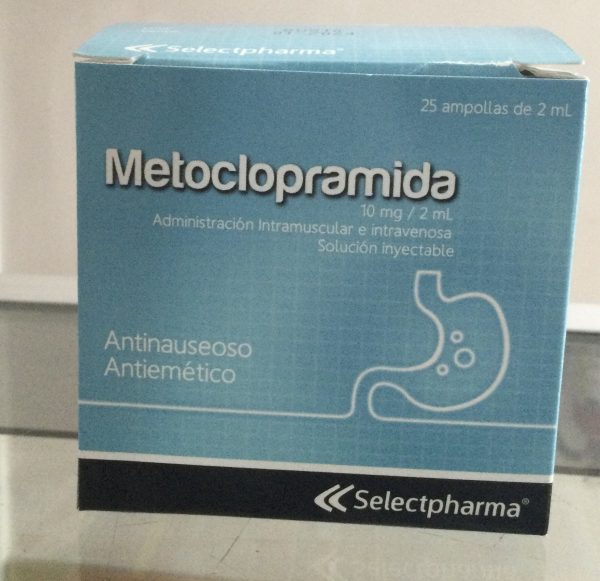 Selectpharma®
25 ampollas de 2 mL
Metoclopramida
10 mg / 2 mL
Administración Intramuscular e intravenosa
Solución inyectable
Antinauseoso
Antiemético
Selectpharma®